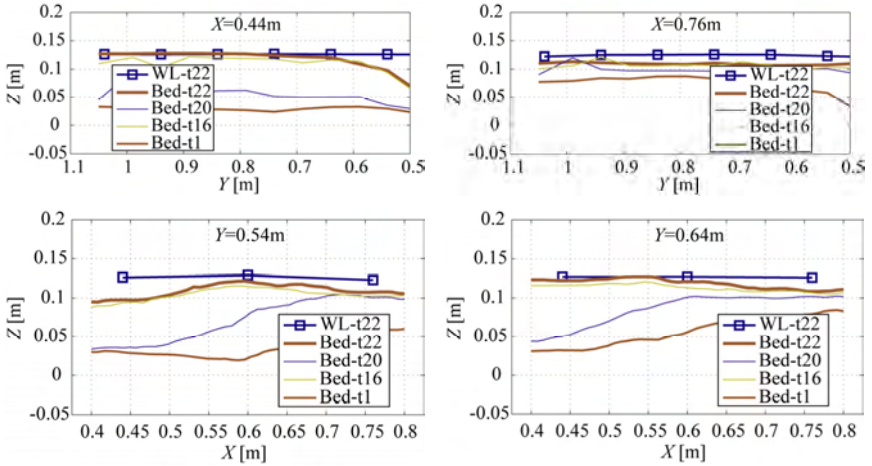 X=0.44m
0.2
0.15
0.1
0.05
0
-0.05
Z [m]
WL-t22
Bed-t22
Bed-t20
Bed-t16
Bed-t1
1.1
1
0.9
0.8
0.7
0.6
0.5
Y [m]
X=0.76m
0.2
0.15
0.1
0.05
0
-0.05
Z [m]
WL-t22
Bed-t22
Bed-t20
Bed-t16
Bed-t1
1.1
1
0.9
0.8
0.7
0.6
0.5
Y [m]
Y=0.54m
0.2
0.15
0.1
0.05
0
-0.05
Z [m]
WL-t22
Bed-t22
Bed-t20
Bed-t16
Bed-t1
0.4
0.45
0.5
0.55
0.6
0.65
0.7
0.75
0.8
X [m]
Y=0.64m
0.2
0.15
0.1
0.05
0
-0.05
Z [m]
WL-t22
Bed-t22
Bed-t20
Bed-t16
Bed-t1
0.4
0.45
0.5
0.55
0.6
0.65
0.7
0.75
0.8
X [m]